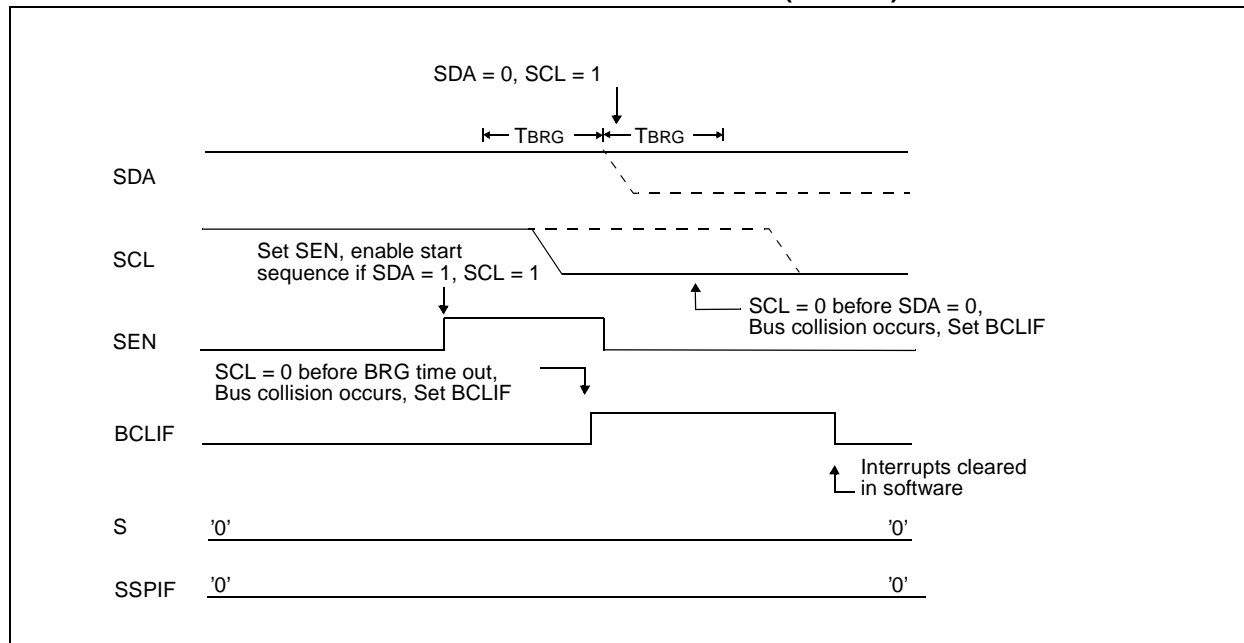 SDA = 0, SCL = 1
TBRG TBRG
SDA
SCL
Set SEN, enable start
sequence if SDA = 1, SCL = 1
SCL = 0 before SDA = 0,
Bus collision occurs, Set BCLIF
SEN
SCL = 0 before BRG time out,
Bus collision occurs, Set BCLIF
BCLIF
Interrupts cleared
in software
S '0' '0'
SSPIF '0' '0'